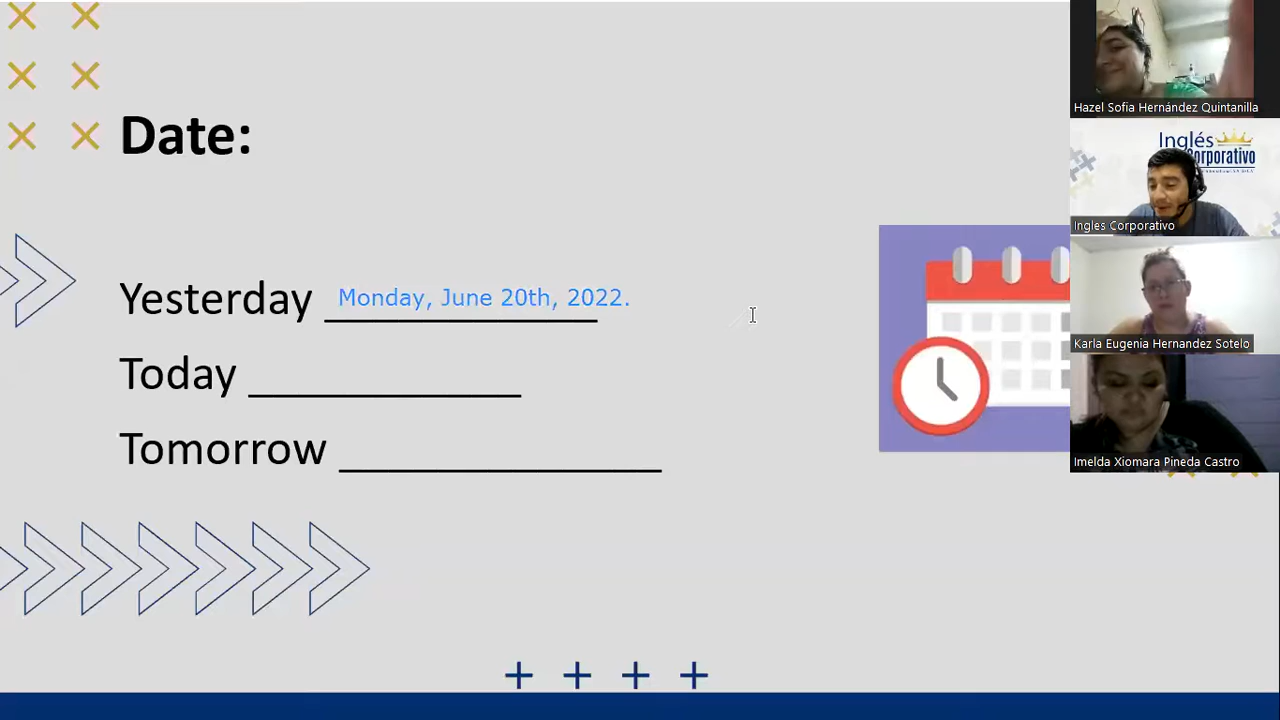 Date:
Yesterday Monday, June 20th, 2022.
Today
Tomorrow
Hazel Sofia Hernández Quintanilla
Inglés
Corporativo
Ingles Corporativo
Karla Eugenia Hernandez Sotelo
Imelda Xiomara Pineda Castro